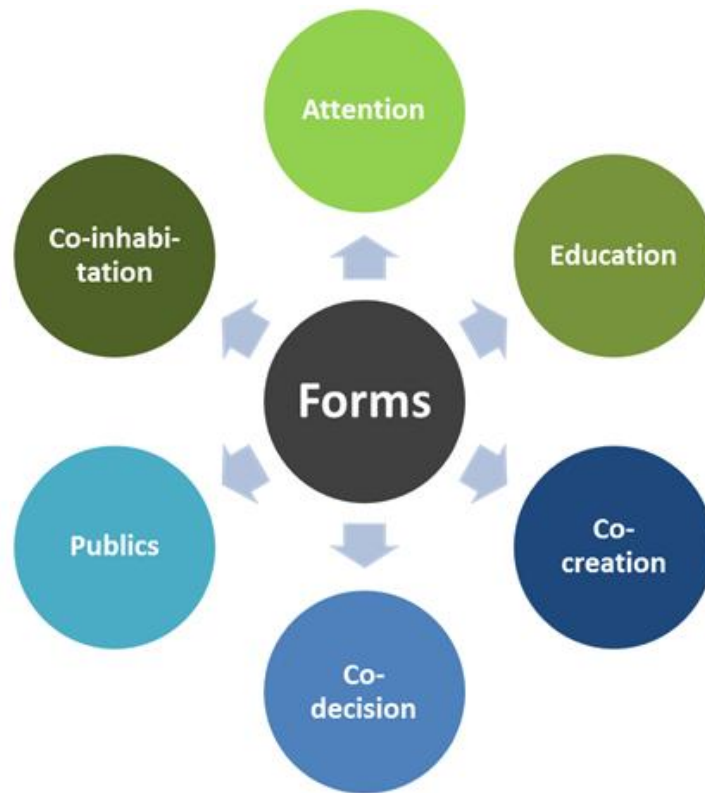 Attention
Co-inhabi-
tation
Education
Forms
Publics
Co-
creation
Co-
decision